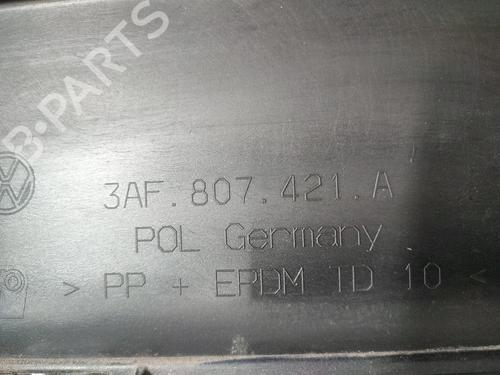 B-PARTS
3AF.807.421.A
POL Germany
> PP + EPDM TD 10 <